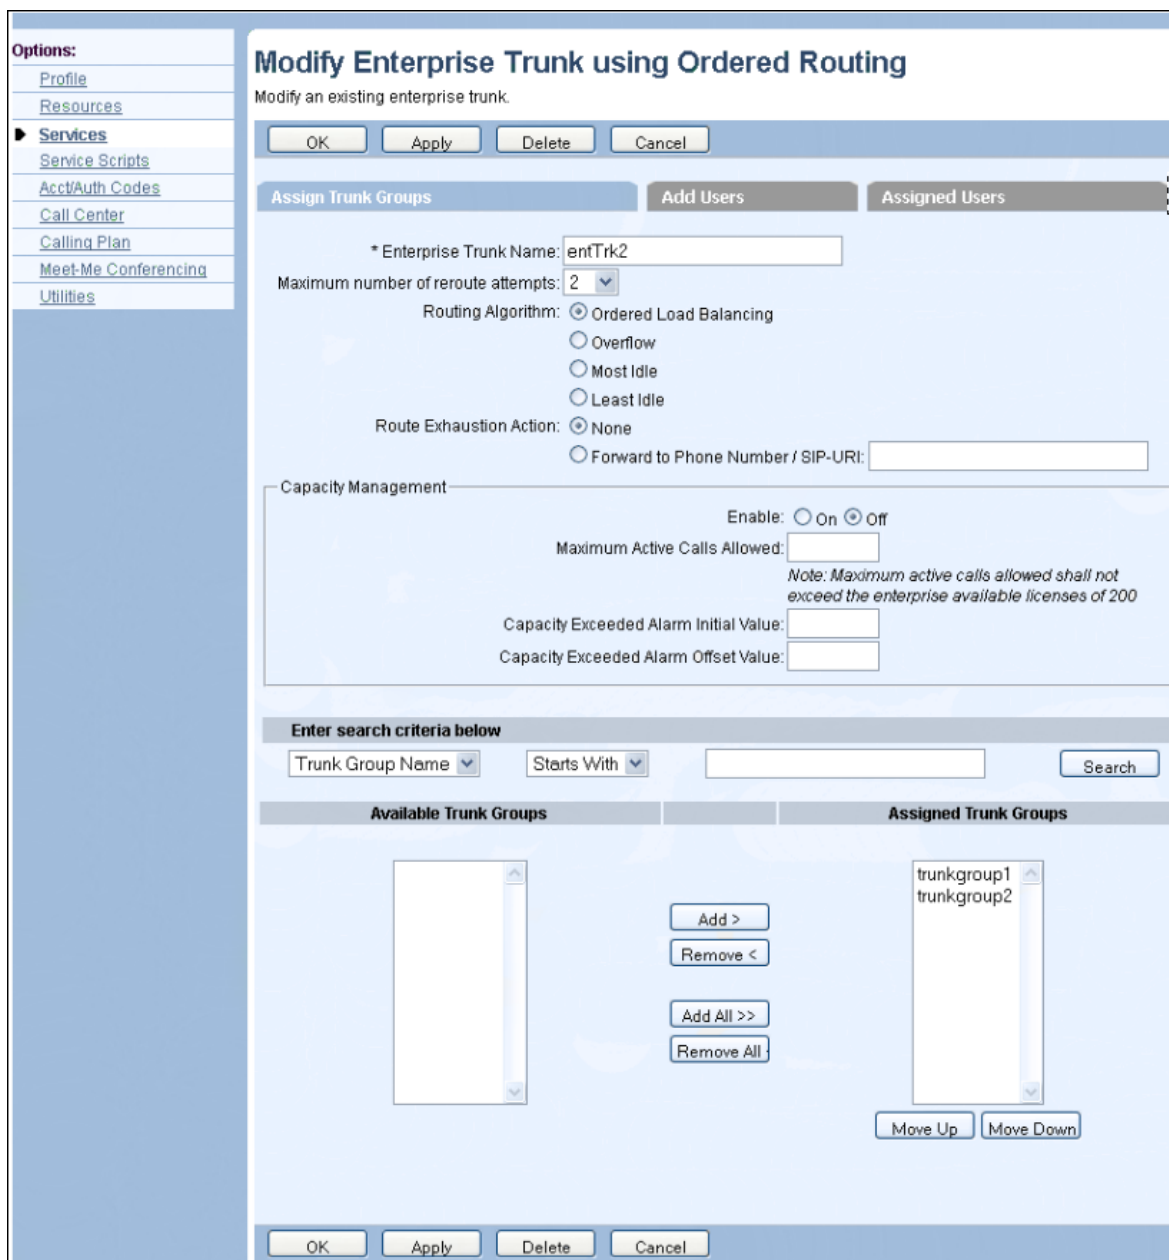 Options:
Profile
Resources
Services
Service Scripts
Acct/Auth Codes
Call Center
Calling Plan
Meet-Me Conferencing
Utilities
Modify Enterprise Trunk using Ordered Routing
Modify an existing enterprise trunk.
OK Apply Delete Cancel
Assign Trunk Groups Add Users Assigned Users
* Enterprise Trunk Name: entTrk2
Maximum number of reroute attempts: 2
Routing Algorithm: Ordered Load Balancing
Overflow
Most Idle
Least Idle
Route Exhaustion Action: None
Forward to Phone Number / SIP-URI:
Capacity Management
Enable: On Off
Maximum Active Calls Allowed:
Note: Maximum active calls allowed shall not
exceed the enterprise available licenses of 200
Capacity Exceeded Alarm Initial Value:
Capacity Exceeded Alarm Offset Value:
Enter search criteria below
Trunk Group Name Starts With Search
Available Trunk Groups Assigned Trunk Groups
trunkgroup1
trunkgroup2
Add >
Remove <
Add All >>
Remove All
Move Up Move Down
OK Apply Delete Cancel